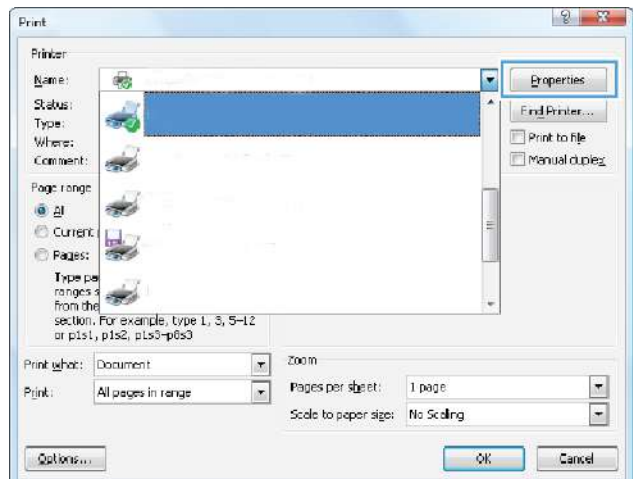 Print
Printer
Name:
Properties
Status:
Find Printer...
Type:
Print to file
Where:
Manual duplex
Comment:
Page range
All
Current
Pages:
Type pa
ranges s
from the
section. For example, type 1, 3, 5–12
or p1s1, p1s2, p1s3–p8s3
Print what: Document
Print: All pages in range
Zoom
Pages per sheet: 1 page
Scale to paper size: No Scaling
Options...
OK
Cancel